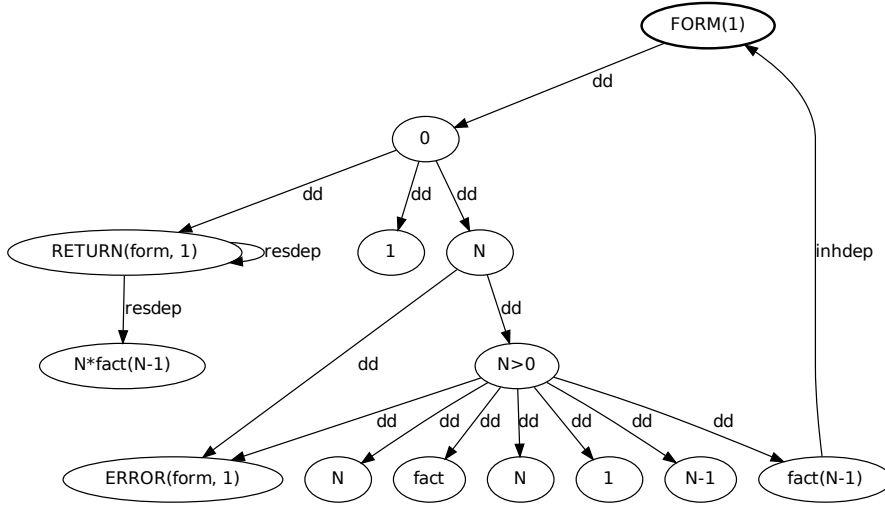 FORM(1)
dd
0
dd
dd
dd
RETURN(form, 1)
resdep
1
N
inhdep
resdep
dd
N*fact(N-1)
dd
N>0
dd
dd
dd
dd
dd
dd
dd
ERROR(form, 1)
N
fact
N
1
N-1
fact(N-1)